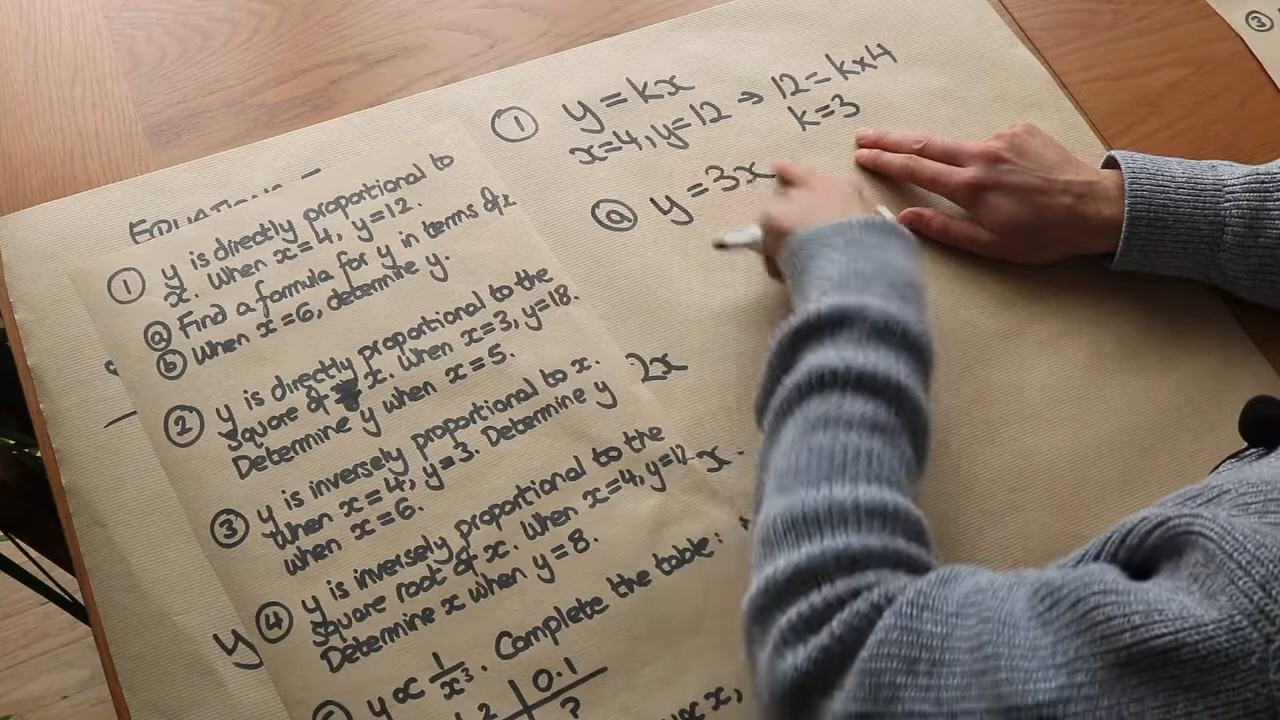 ① y = kx
x=4, y=12 → 12 = k×4
k=3
ⓐ y = 3x
① y is directly proportional to
x. When x=4, y=12.
ⓐ Find a formula for y in terms of x.
ⓑ When x=6, determine y.
② y is directly proportional to the
square of x. When x=3, y=18.
Determine y when x=5.
③ y is inversely proportional to x.
When x=4, y=3. Determine y
when x=6.
④ y is inversely proportional to the
square root of x. When x=4, y=12
Determine x when y=8.
y ∝ 1/x³. Complete the table:
2 | 0.1
?
2x
x
y
③